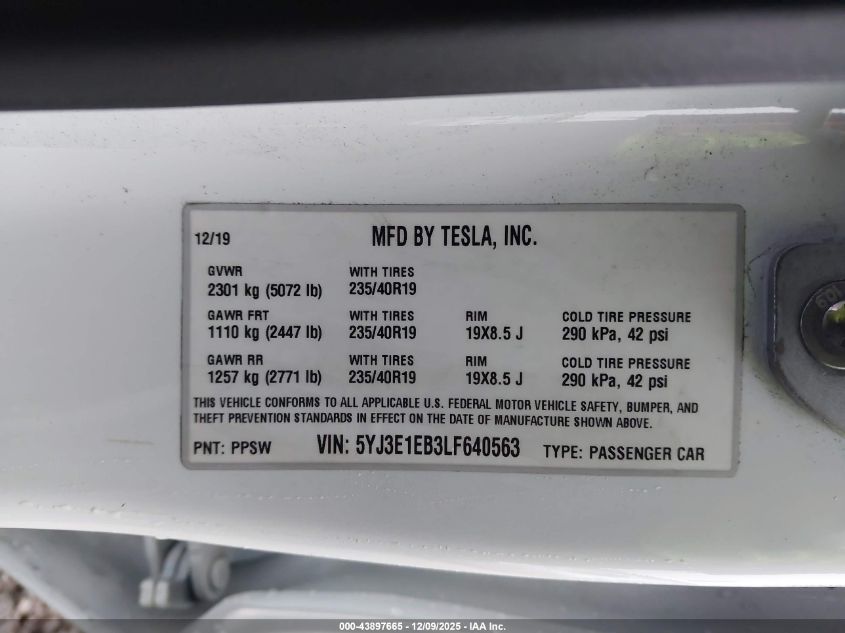 12/19 MFD BY TESLA, INC.
GVWR WITH TIRES
2301 kg (5072 lb) 235/40R19
GAWR FRT WITH TIRES RIM COLD TIRE PRESSURE
1110 kg (2447 lb) 235/40R19 19X8.5 J 290 kPa, 42 psi
GAWR RR WITH TIRES RIM COLD TIRE PRESSURE
1257 kg (2771 lb) 235/40R19 19X8.5 J 290 kPa, 42 psi
THIS VEHICLE CONFORMS TO ALL APPLICABLE U.S. FEDERAL MOTOR VEHICLE SAFETY, BUMPER, AND
THEFT PREVENTION STANDARDS IN EFFECT ON THE DATE OF MANUFACTURE SHOWN ABOVE.
PNT: PPSW VIN: 5YJ3E1EB3LF640563 TYPE: PASSENGER CAR
000-43897665 - 12/09/2025 - IAA Inc.